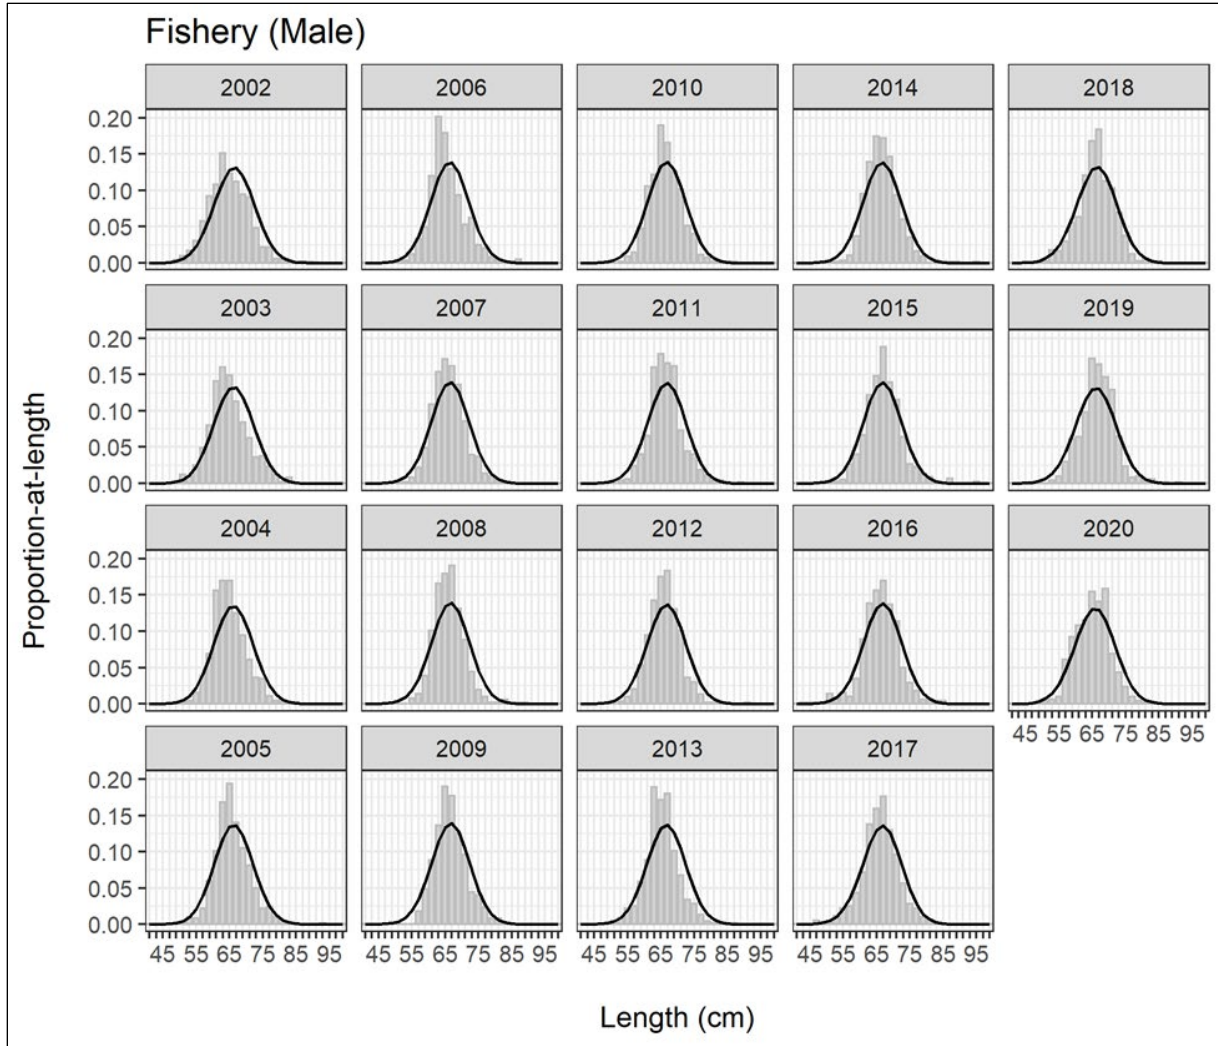 Fishery (Male)
2002 2006 2010 2014 2018
0.20
0.15
0.10
0.05
0.00
2003 2007 2011 2015 2019
0.20
0.15
0.10
0.05
0.00
2004 2008 2012 2016 2020
0.20
0.15
0.10
0.05
0.00
45 55 65 75 85 95
2005 2009 2013 2017
0.20
0.15
0.10
0.05
0.00
45 55 65 75 85 95 45 55 65 75 85 95 45 55 65 75 85 95 45 55 65 75 85 95
Proportion-at-length
Length (cm)